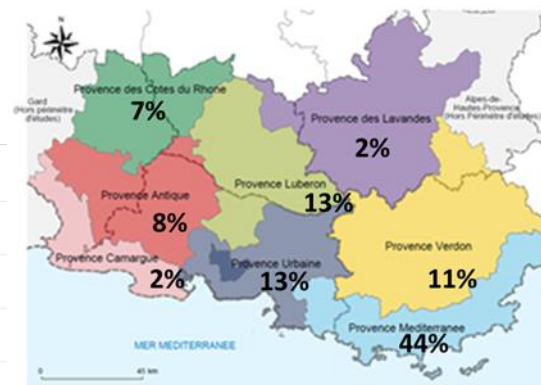 Provence des Cotes du Rhone
7%
Gard
(Hors périmètre
d'études)
Provence des Lavandes
2%
Alpes-de-
Hautes-Provence
(Hors Périmètre
d'études)
Provence Luberon
13%
Provence Antique
8%
Provence Camargue
2%
Provence Urbaine
13%
Provence Verdon
11%
Provence Mediterranee
44%
MER MEDITERRANEE
0 45 km